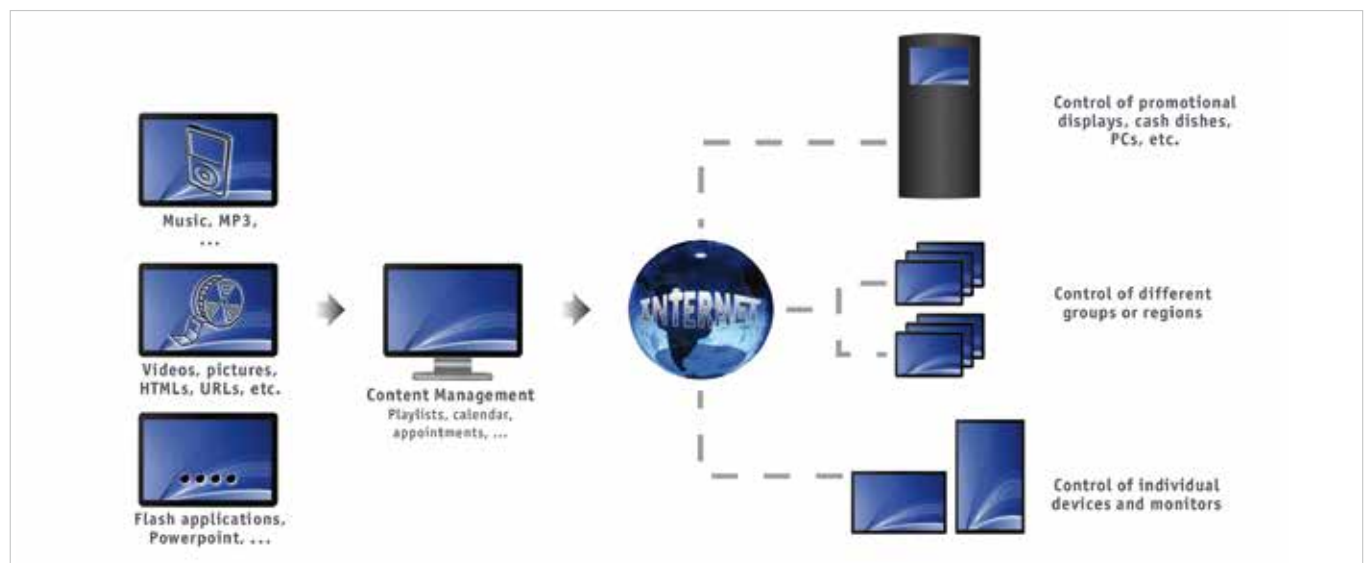 Music, MP3,
...
Videos, pictures,
HTMLs, URLs, etc.
Flash applications,
Powerpoint, ...
Content Management
Playlists, calendar,
appointments, ...
INTERNET
Control of promotional
displays, cash dishes,
PCs, etc.
Control of different
groups or regions
Control of individual
devices and monitors